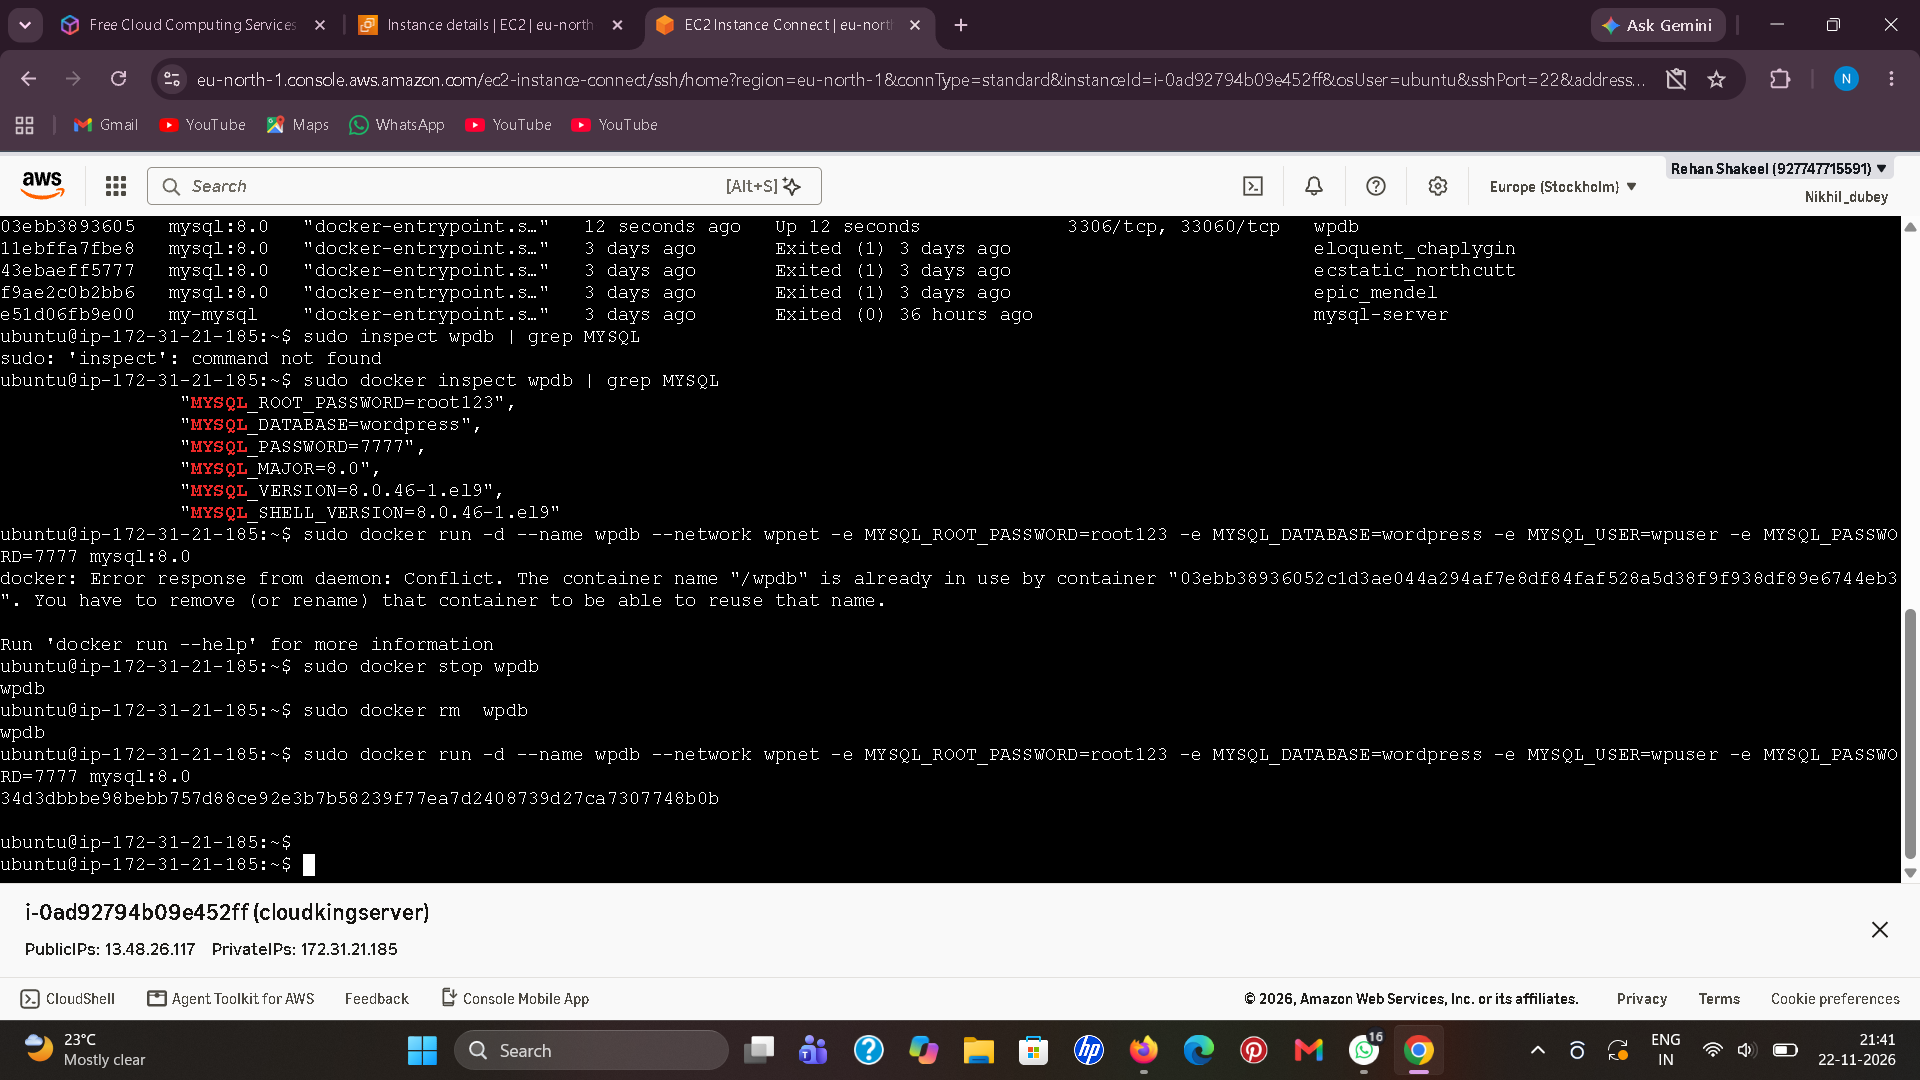 Free Cloud Computing Services
Instance details | EC2 | eu-north
EC2 Instance Connect | eu-nort
Ask Gemini
eu-north-1.console.aws.amazon.com/ec2-instance-connect/ssh/home?region=eu-north-1&connType=standard&instanceId=i-0ad92794b09e452ff&osUser=ubuntu&sshPort=22&address...
N
Gmail
YouTube
Maps
WhatsApp
YouTube
YouTube
aws
Search
[Alt+S]
Europe (Stockholm)
Rehan Shakeel (927747715591)
Nikhil_dubey
03ebb3893605 mysql:8.0 "docker-entrypoint.s…" 12 seconds ago Up 12 seconds 3306/tcp, 33060/tcp wpdb
11ebffa7fbe8 mysql:8.0 "docker-entrypoint.s…" 3 days ago Exited (1) 3 days ago eloquent_chaplygin
43ebaeff5777 mysql:8.0 "docker-entrypoint.s…" 3 days ago Exited (1) 3 days ago ecstatic_northcutt
f9ae2c0b2bb6 mysql:8.0 "docker-entrypoint.s…" 3 days ago Exited (1) 3 days ago epic_mendel
e51d06fb9e00 my-mysql "docker-entrypoint.s…" 3 days ago Exited (0) 36 hours ago mysql-server
ubuntu@ip-172-31-21-185:~$ sudo inspect wpdb | grep MYSQL
sudo: 'inspect': command not found
ubuntu@ip-172-31-21-185:~$ sudo docker inspect wpdb | grep MYSQL
"MYSQL_ROOT_PASSWORD=root123",
"MYSQL_DATABASE=wordpress",
"MYSQL_PASSWORD=7777",
"MYSQL_MAJOR=8.0",
"MYSQL_VERSION=8.0.46-1.el9",
"MYSQL_SHELL_VERSION=8.0.46-1.el9"
ubuntu@ip-172-31-21-185:~$ sudo docker run -d --name wpdb --network wpnet -e MYSQL_ROOT_PASSWORD=root123 -e MYSQL_DATABASE=wordpress -e MYSQL_USER=wpuser -e MYSQL_PASSWO
RD=7777 mysql:8.0
docker: Error response from daemon: Conflict. The container name "/wpdb" is already in use by container "03ebb38936052c1d3ae044a294af7e8df84faf528a5d38f9f938df89e6744eb3
". You have to remove (or rename) that container to be able to reuse that name.
Run 'docker run --help' for more information
ubuntu@ip-172-31-21-185:~$ sudo docker stop wpdb
wpdb
ubuntu@ip-172-31-21-185:~$ sudo docker rm  wpdb
wpdb
ubuntu@ip-172-31-21-185:~$ sudo docker run -d --name wpdb --network wpnet -e MYSQL_ROOT_PASSWORD=root123 -e MYSQL_DATABASE=wordpress -e MYSQL_USER=wpuser -e MYSQL_PASSWO
RD=7777 mysql:8.0
34d3dbbbe98bebb757d88ce92e3b7b58239f77ea7d2408739d27ca7307748b0b
ubuntu@ip-172-31-21-185:~$
ubuntu@ip-172-31-21-185:~$
i-0ad92794b09e452ff (cloudkingserver)
PublicIPs: 13.48.26.117 PrivateIPs: 172.31.21.185
CloudShell
Agent Toolkit for AWS
Feedback
Console Mobile App
© 2026, Amazon Web Services, Inc. or its affiliates.
Privacy
Terms
Cookie preferences
23°C
Mostly clear
Search
hp
16
ENG
IN
21:41
22-11-2026